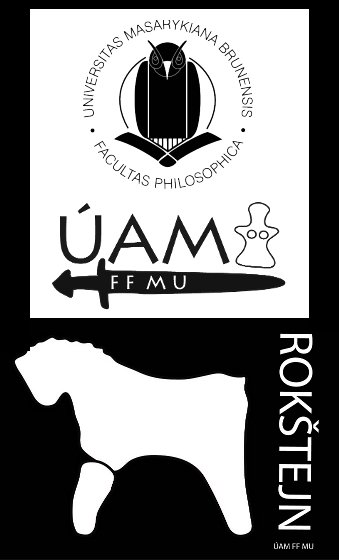 UNIVERSITAS MASARYKIANA BRUNENSIS
• FACULTAS PHILOSOPHICA •
ÚAM
FF MU
ROKŠTEJN
ÚAM FF MU